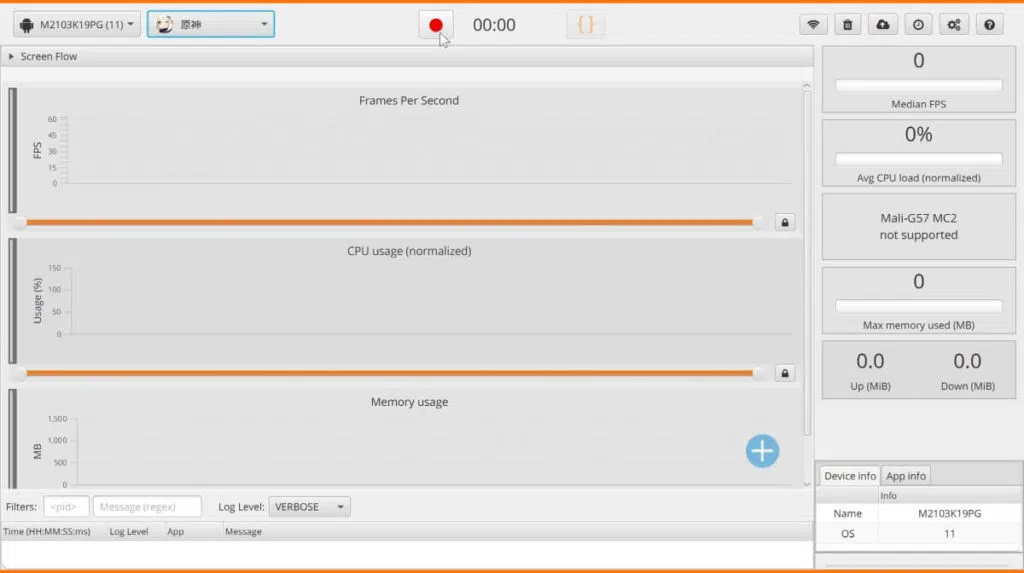 M2103K19PG (11)
原神
00:00
{ }
Screen Flow
Frames Per Second
FPS
60
45
30
15
0
CPU usage (normalized)
Usage (%)
150
100
50
0
Memory usage
MB
1,500
1,000
500
0
Filters:
<pid>
Message (regex)
Log Level:
VERBOSE
Time (HH:MM:SS:ms)
Log Level
App
Message
0
Median FPS
0%
Avg CPU load (normalized)
Mali-G57 MC2
not supported
0
Max memory used (MB)
0.0
0.0
Up (MiB)
Down (MiB)
Device info
App info
Info
Name
M2103K19PG
OS
11